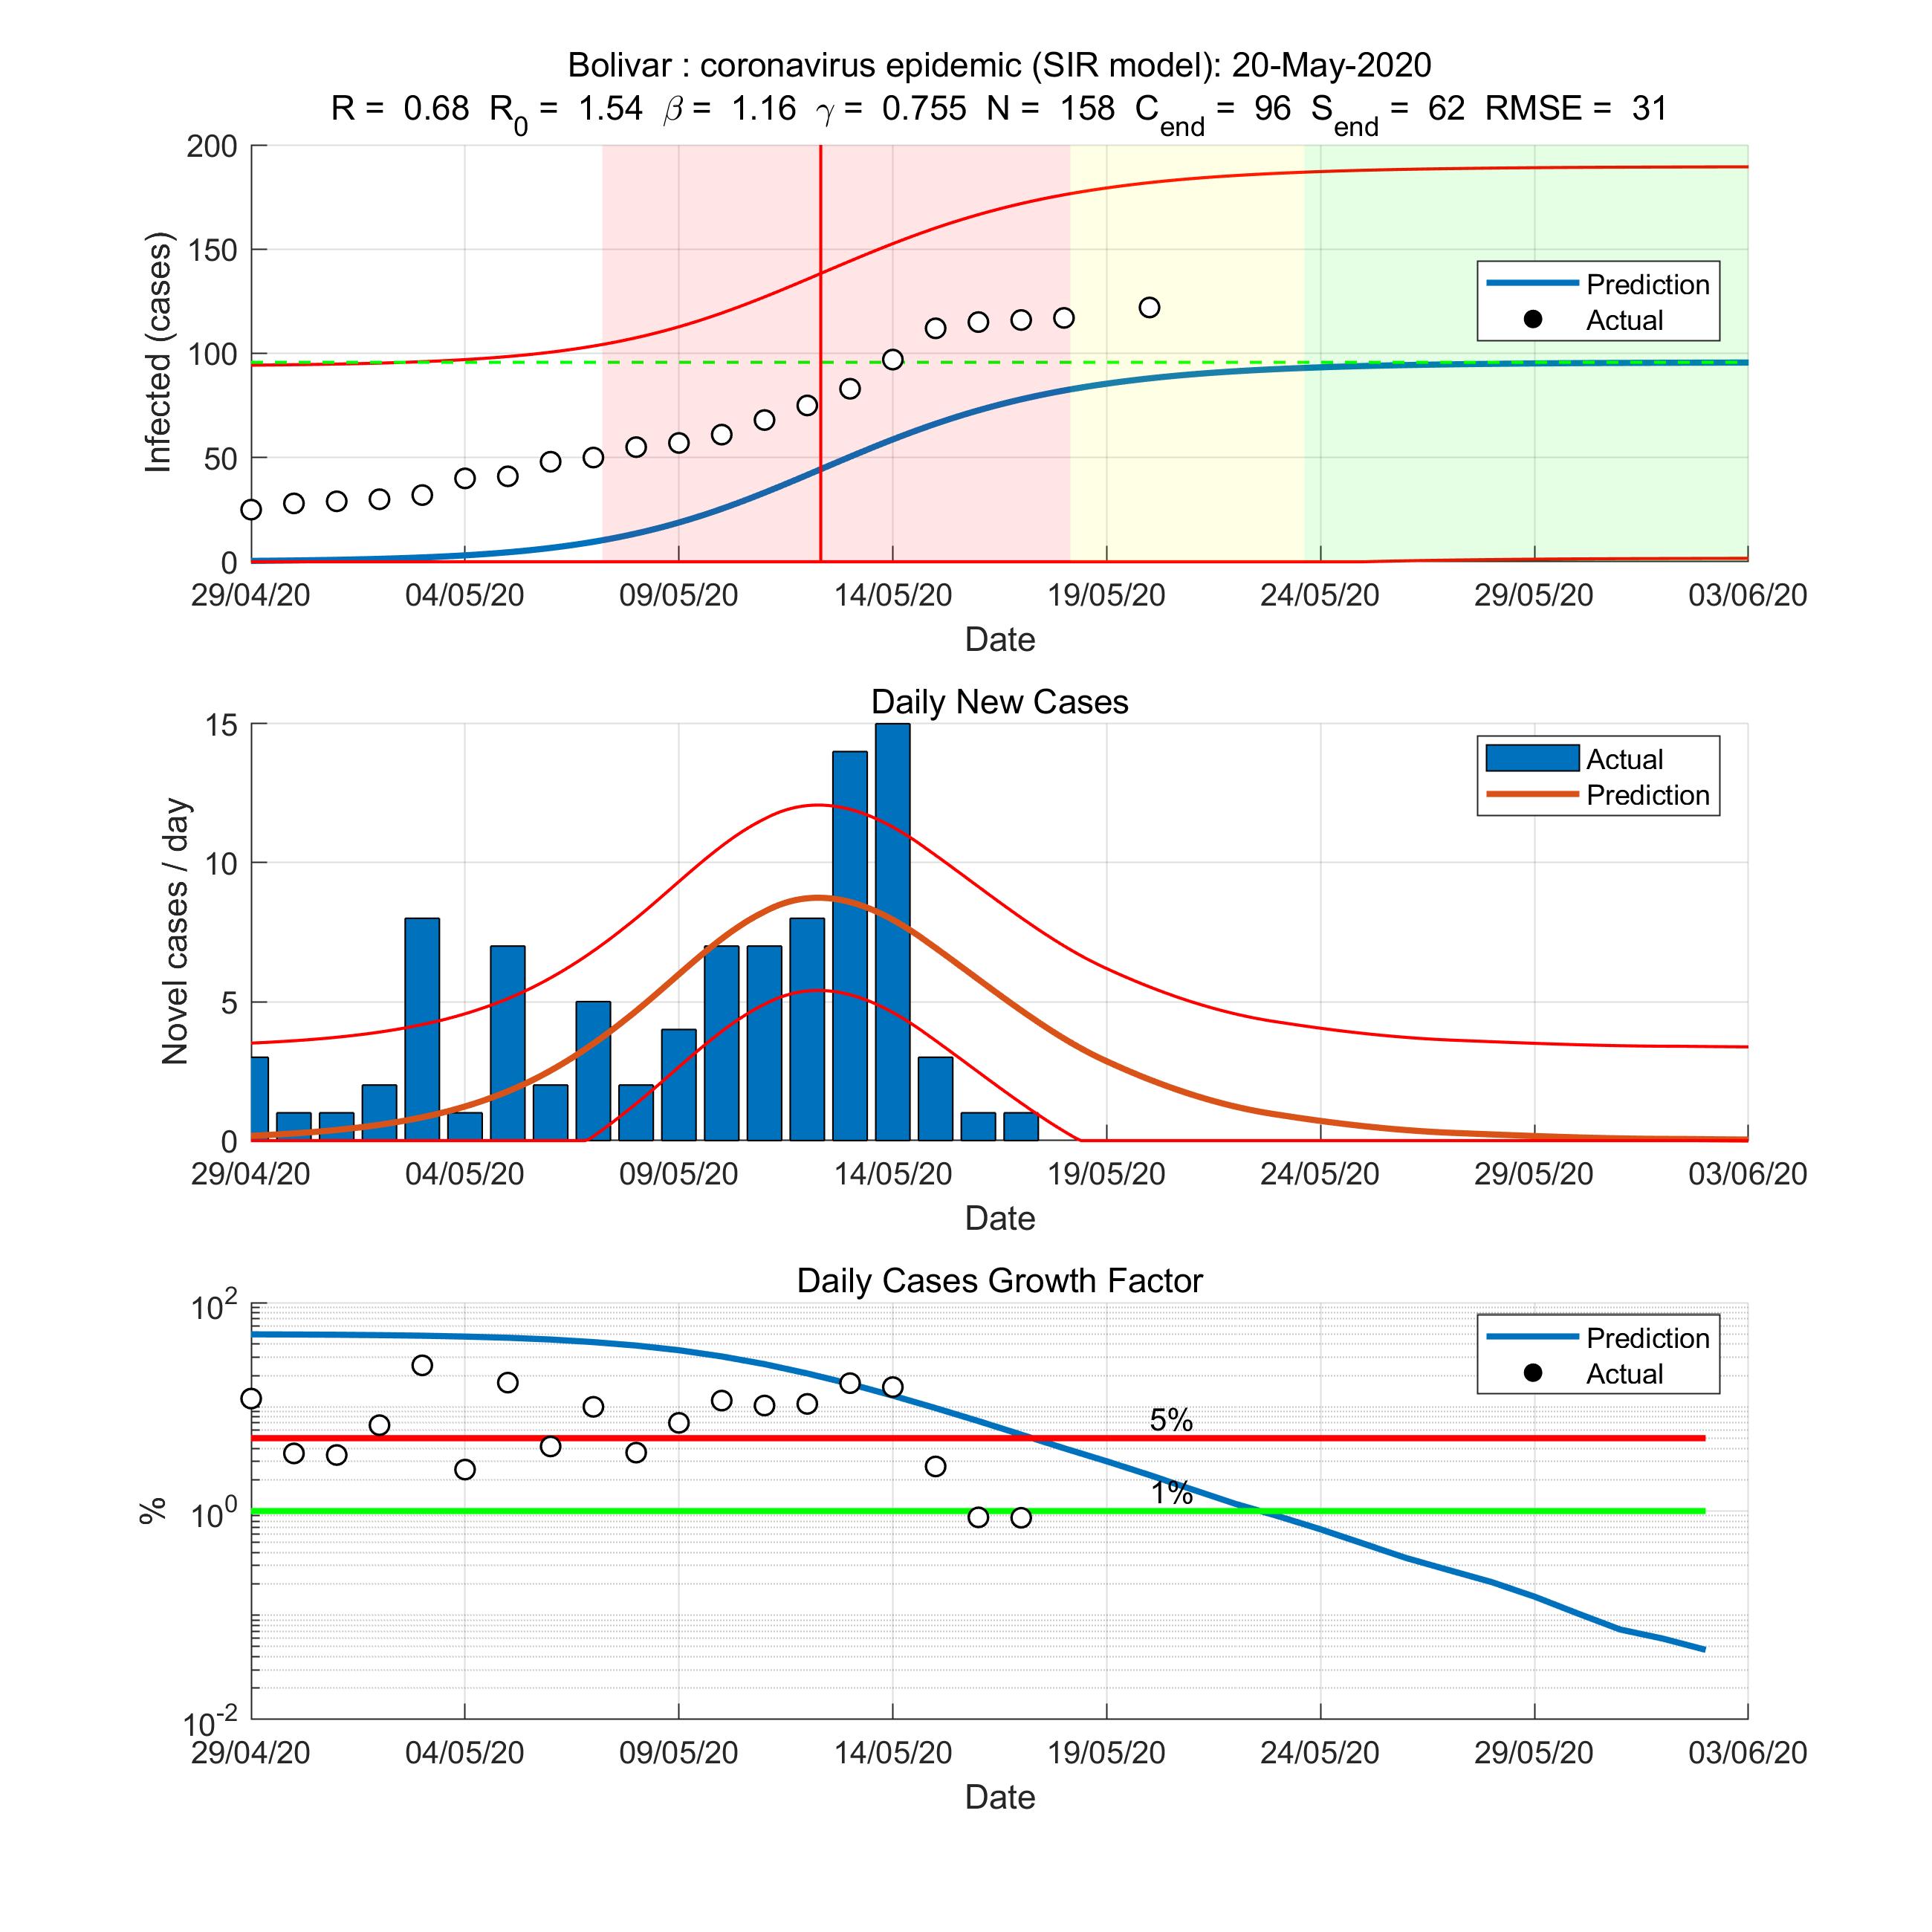 Bolivar : coronavirus epidemic (SIR model): 20-May-2020
R = 0.68 R0 = 1.54 β = 1.16 γ = 0.755 N = 158 Cend = 96 Send = 62 RMSE = 31
200
150
100
50
0
Infected (cases)
Prediction
Actual
29/04/20 04/05/20 09/05/20 14/05/20 19/05/20 24/05/20 29/05/20 03/06/20
Date
Daily New Cases
15
10
5
0
Novel cases / day
Actual
Prediction
29/04/20 04/05/20 09/05/20 14/05/20 19/05/20 24/05/20 29/05/20 03/06/20
Date
Daily Cases Growth Factor
10^2
10^0
10^-2
%
Prediction
Actual
5%
1%
29/04/20 04/05/20 09/05/20 14/05/20 19/05/20 24/05/20 29/05/20 03/06/20
Date